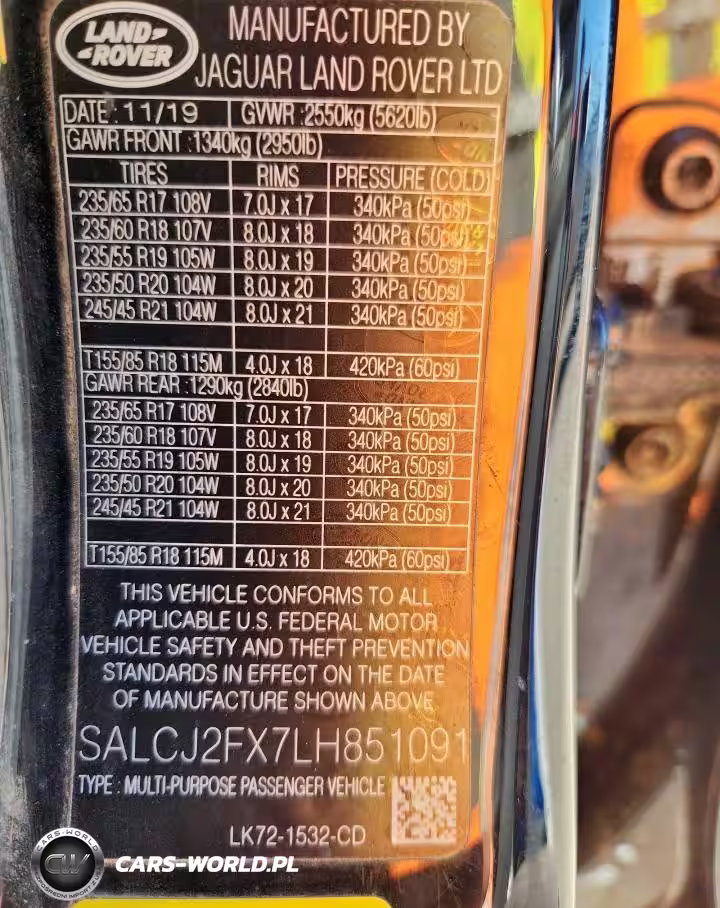 LAND-
-ROVER
MANUFACTURED BY
JAGUAR LAND ROVER LTD
DATE : 11/19 GVWR :2550kg (5620lb)
GAWR FRONT :1340kg (2950lb)
TIRES RIMS PRESSURE (COLD)
235/65 R17 108V 7.0J x 17 340kPa (50psi)
235/60 R18 107V 8.0J x 18 340kPa (50psi)
235/55 R19 105W 8.0J x 19 340kPa (50psi)
235/50 R20 104W 8.0J x 20 340kPa (50psi)
245/45 R21 104W 8.0J x 21 340kPa (50psi)
T155/85 R18 115M 4.0J x 18 420kPa (60psi)
GAWR REAR :1290kg (2840lb)
235/65 R17 108V 7.0J x 17 340kPa (50psi)
235/60 R18 107V 8.0J x 18 340kPa (50psi)
235/55 R19 105W 8.0J x 19 340kPa (50psi)
235/50 R20 104W 8.0J x 20 340kPa (50psi)
245/45 R21 104W 8.0J x 21 340kPa (50psi)
T155/85 R18 115M 4.0J x 18 420kPa (60psi)
THIS VEHICLE CONFORMS TO ALL
APPLICABLE U.S. FEDERAL MOTOR
VEHICLE SAFETY AND THEFT PREVENTION
STANDARDS IN EFFECT ON THE DATE
OF MANUFACTURE SHOWN ABOVE
SALCJ2FX7LH851091
TYPE : MULTI-PURPOSE PASSENGER VEHICLE
LK72-1532-CD
CARS-WORLD
CW
CARS-WORLD.PL